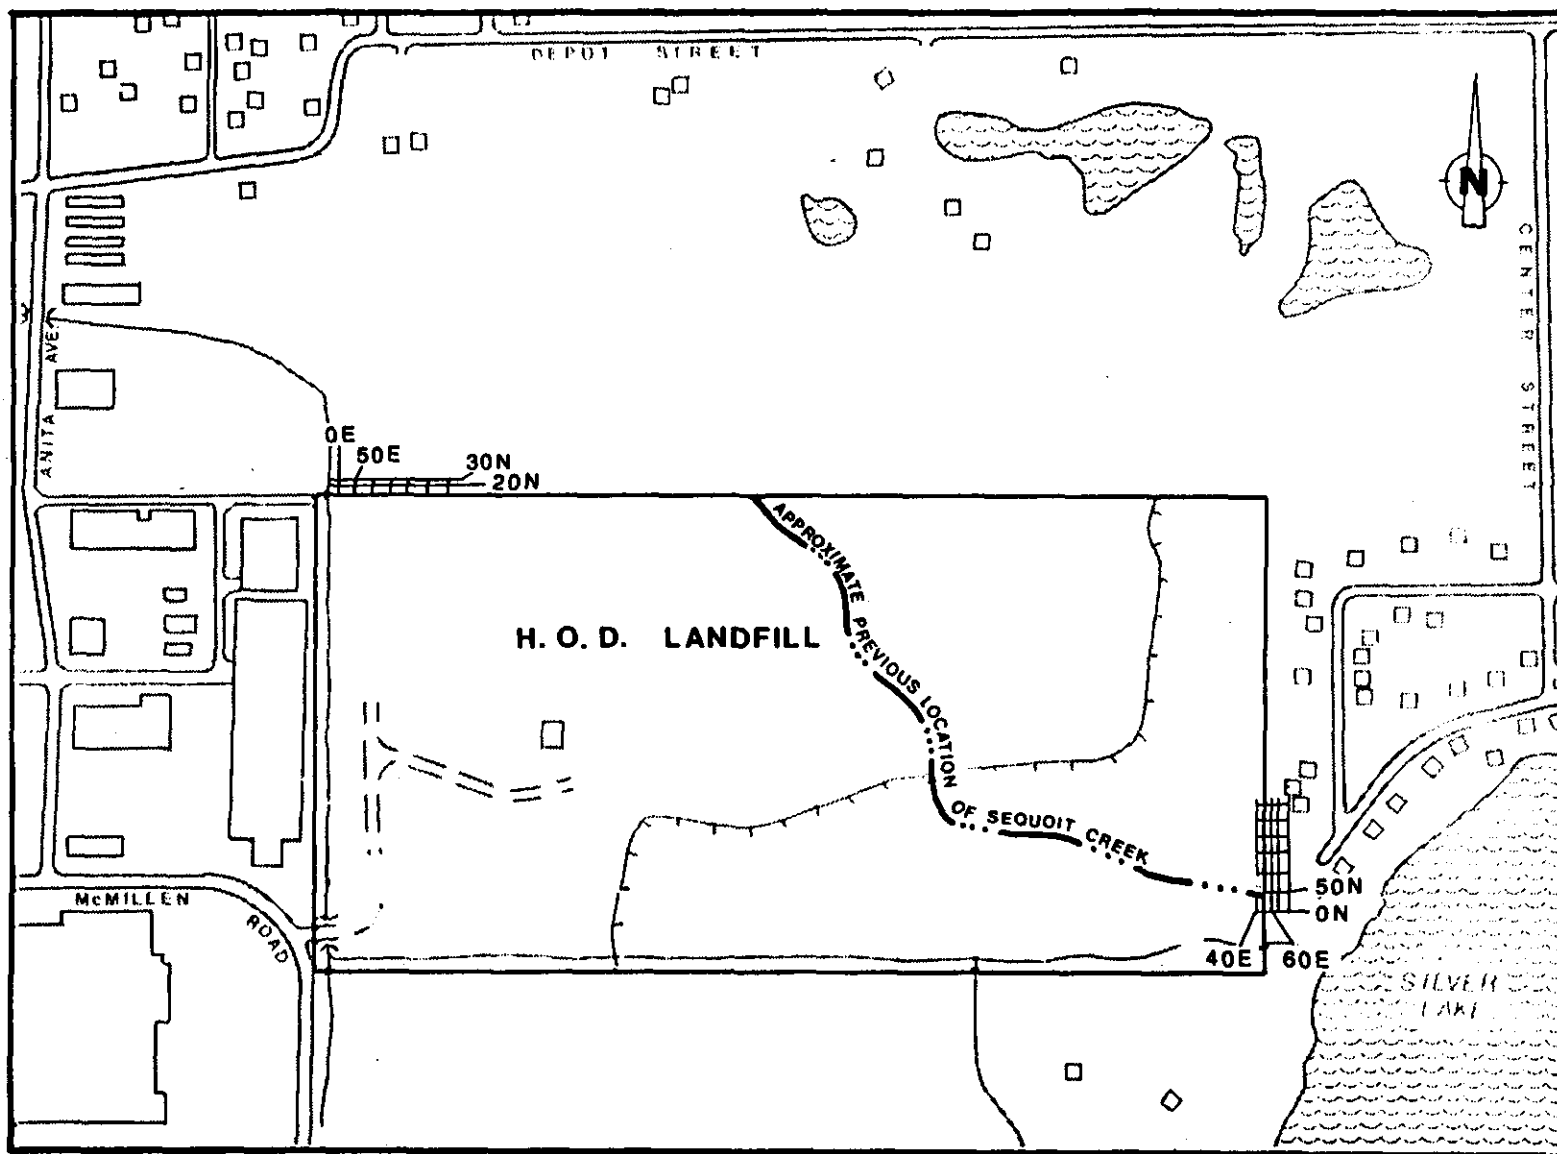 DEPOT STREET
N
CENTER STREET
ANITA AVE.
0E
50E
30N
20N
APPROXIMATE PREVIOUS LOCATION OF SEQUOIT CREEK
H. O. D. LANDFILL
McMILLEN ROAD
50N
0N
40E
60E
SILVER
LAKE